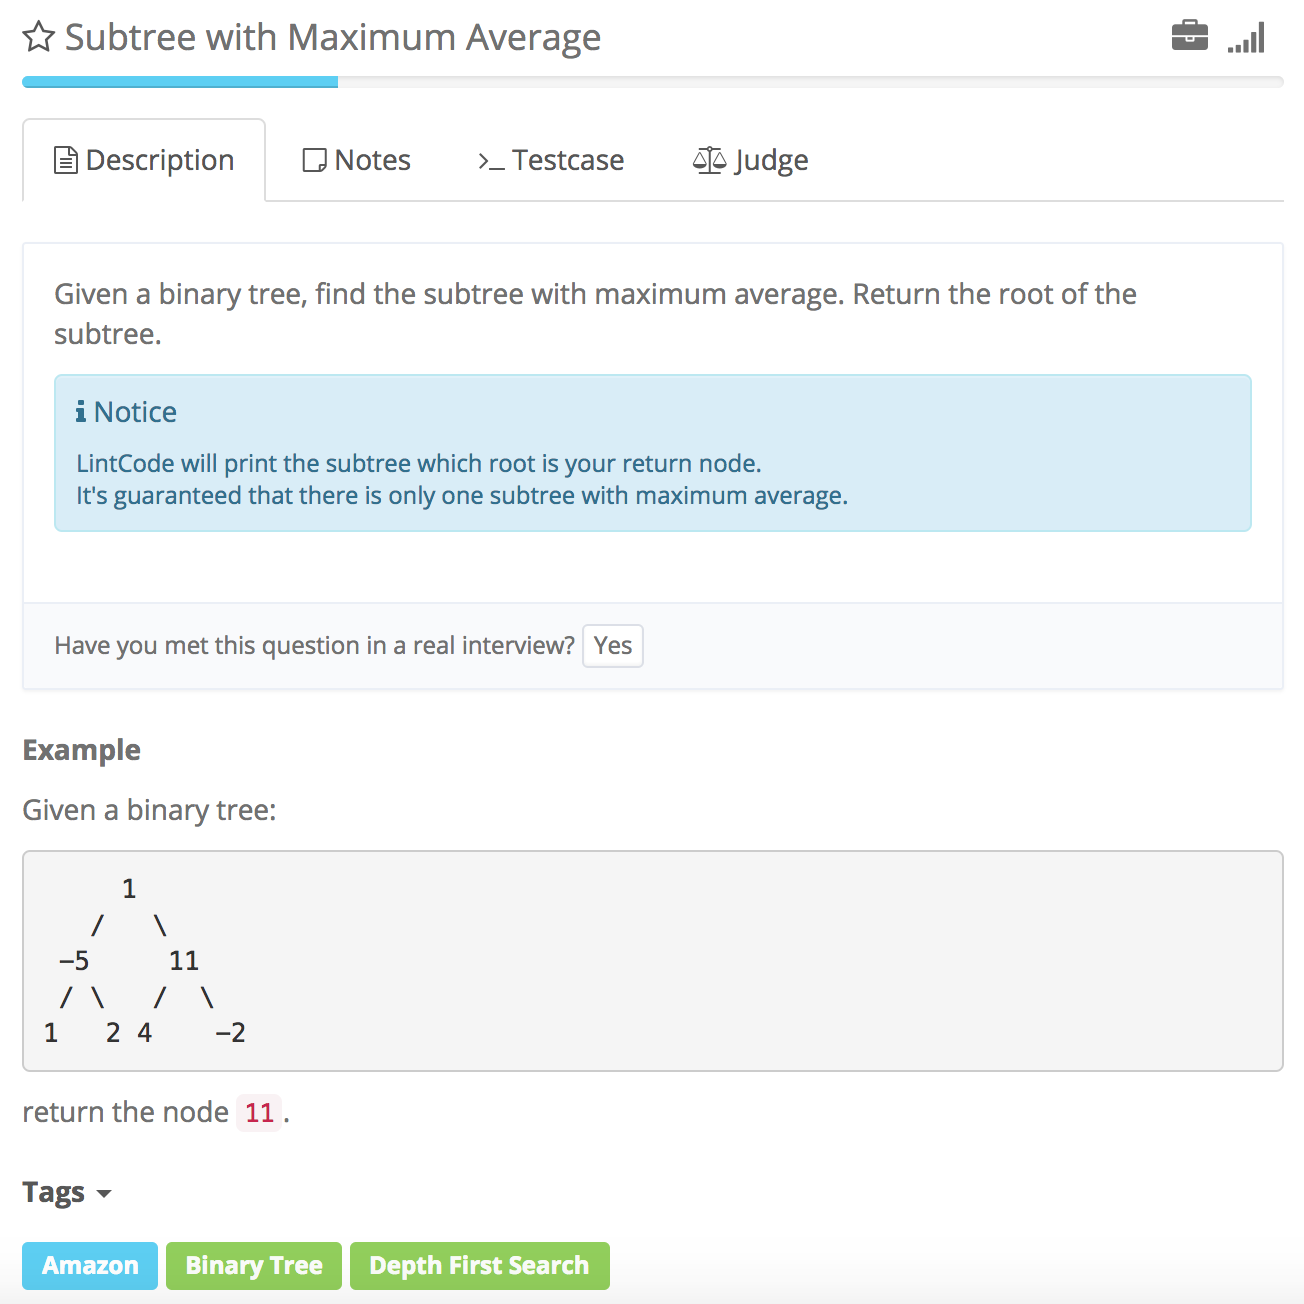 Subtree with Maximum Average
Description Notes >_ Testcase Judge
Given a binary tree, find the subtree with maximum average. Return the root of the
subtree.
Notice
LintCode will print the subtree which root is your return node.
It's guaranteed that there is only one subtree with maximum average.
Have you met this question in a real interview? Yes
Example
Given a binary tree:
1
/ \
−5 11
/ \ / \
1 2 4 −2
return the node 11 .
Tags
Amazon Binary Tree Depth First Search